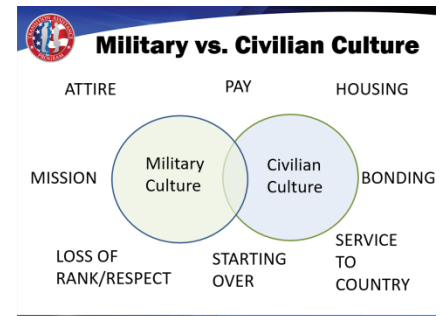 Military vs. Civilian Culture
ATTIRE
PAY
HOUSING
MISSION
Military
Culture
Civilian
Culture
BONDING
LOSS OF
RANK/RESPECT
STARTING
OVER
SERVICE
TO
COUNTRY